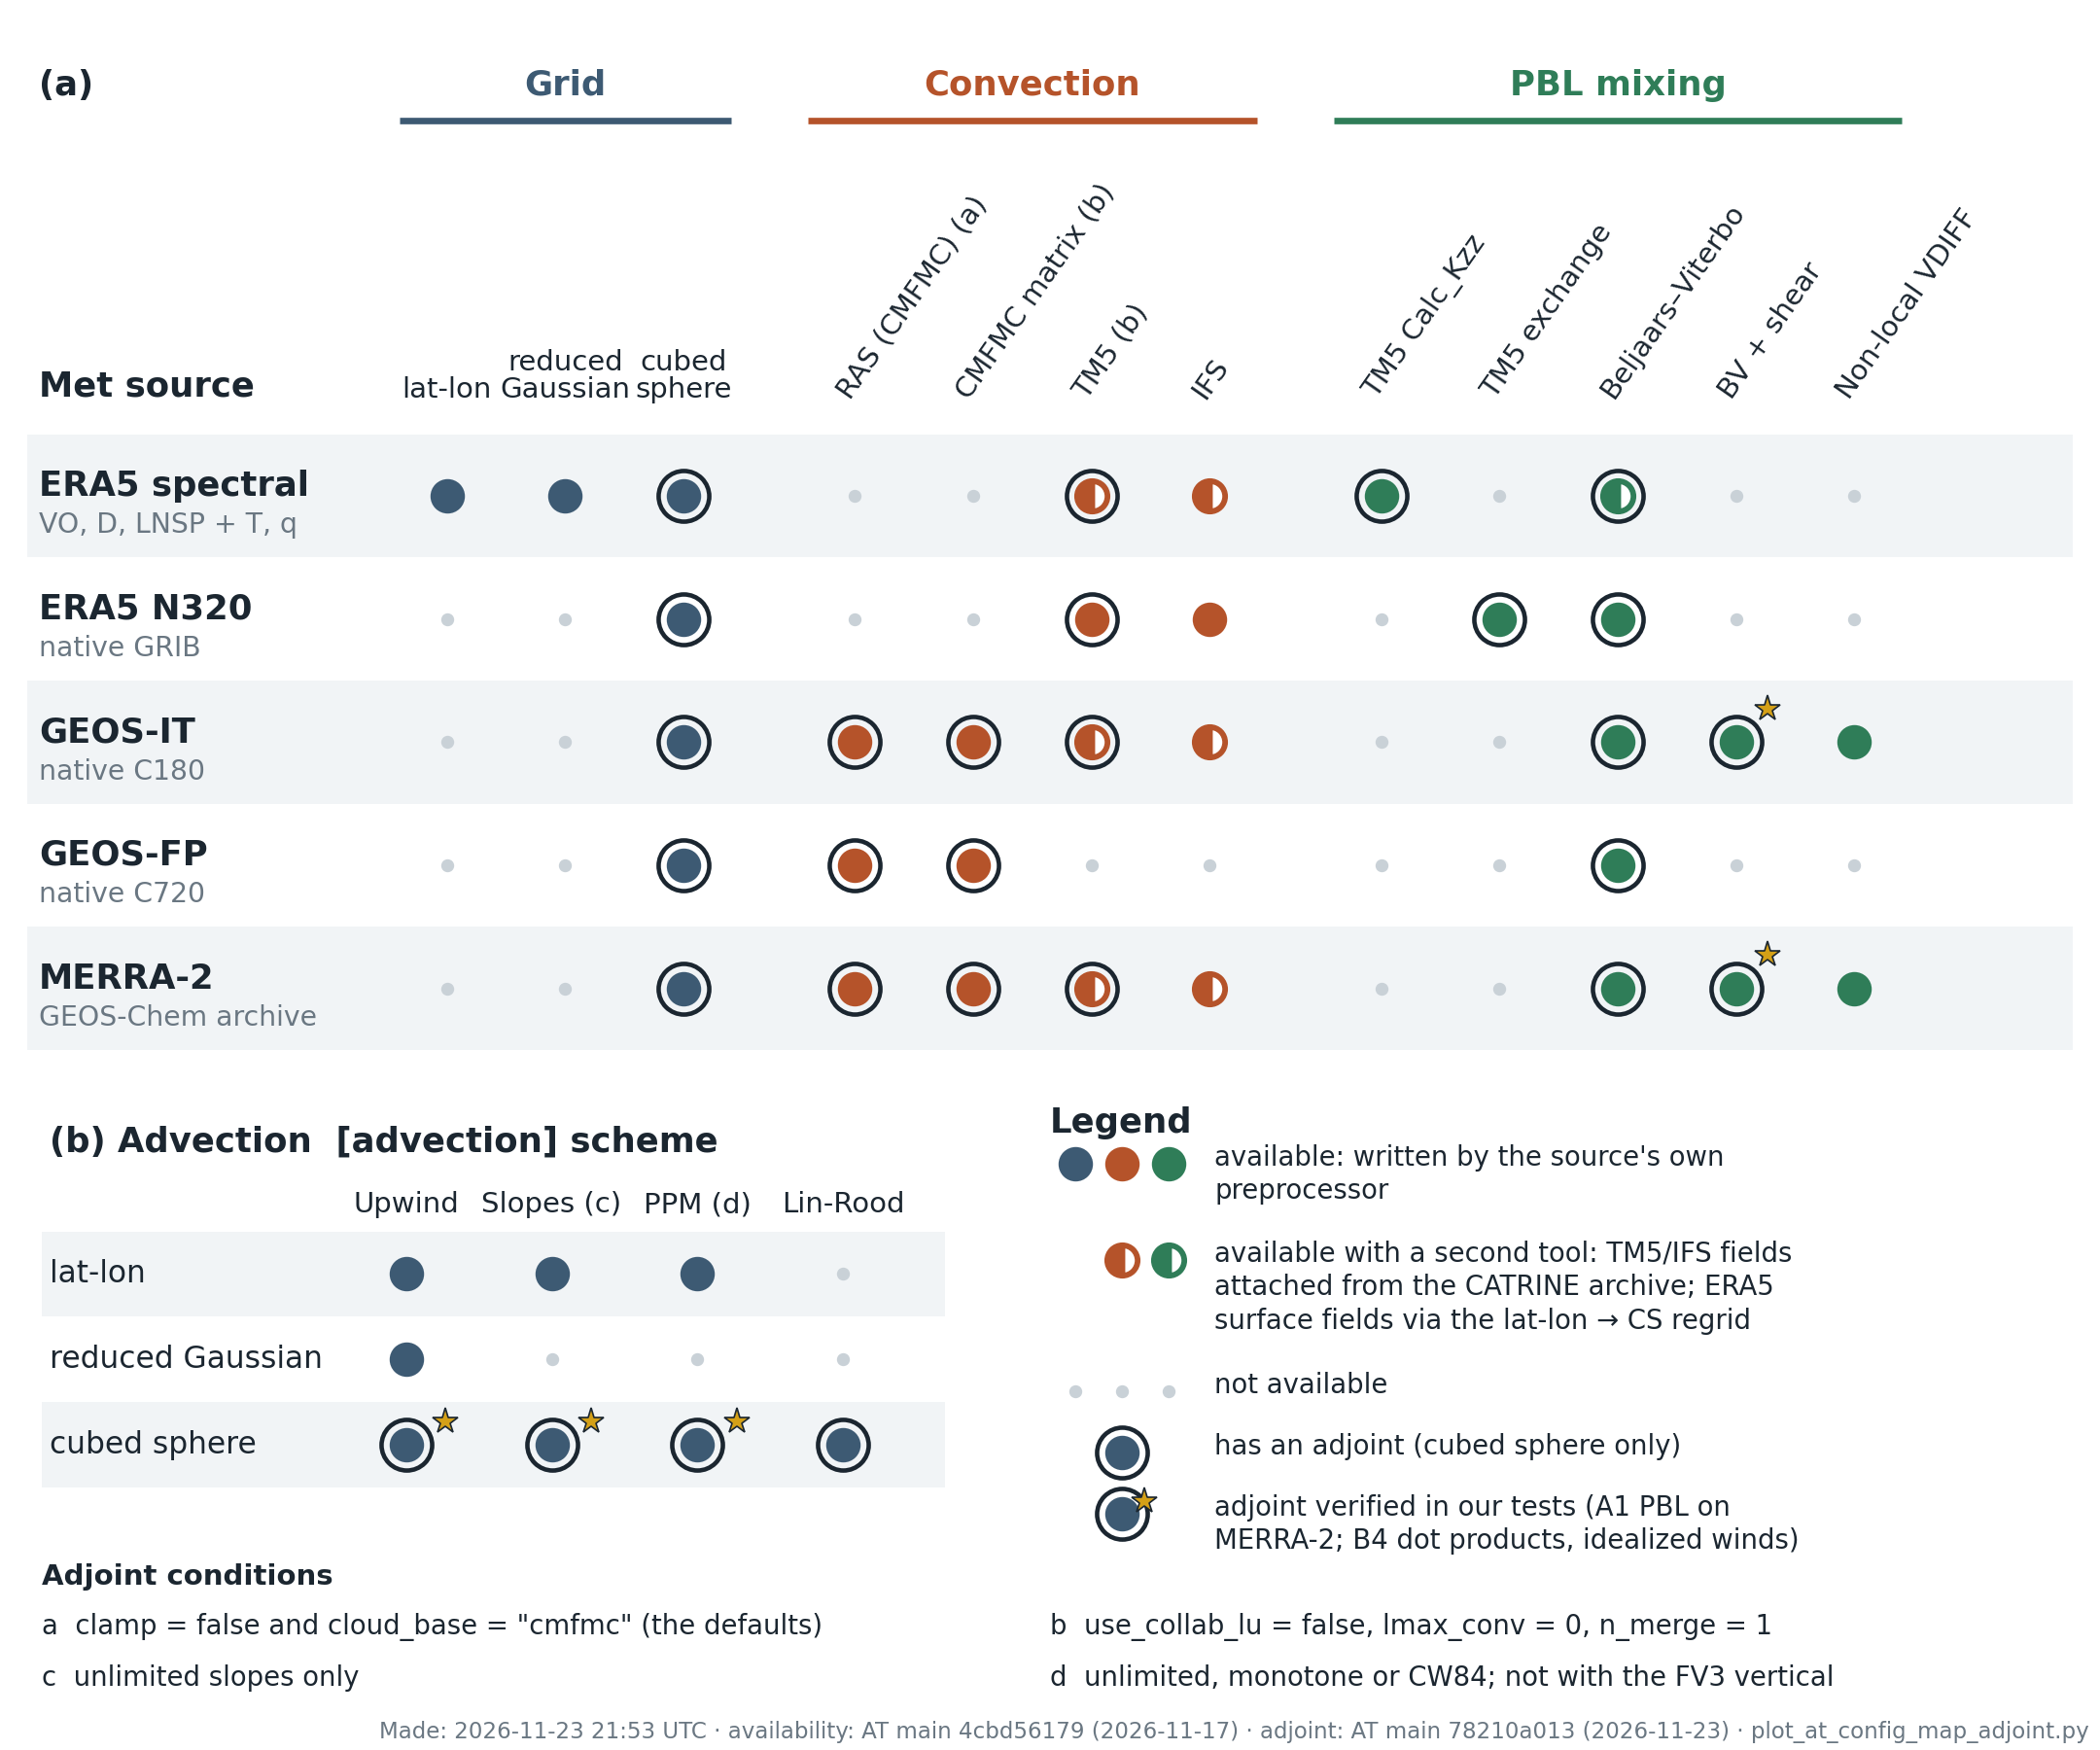 (a)
Grid
Convection
PBL mixing
Met source
lat-lon
reduced
Gaussian
cubed
sphere
RAS (CMFMC) (a)
CMFMC matrix (b)
TM5 (b)
IFS
TM5 Calc_Kzz
TM5 exchange
Beljaars–Viterbo
BV + shear
Non-local VDIFF
ERA5 spectral
VO, D, LNSP + T, q
ERA5 N320
native GRIB
GEOS-IT
native C180
GEOS-FP
native C720
MERRA-2
GEOS-Chem archive
(b) Advection  [advection] scheme
Upwind
Slopes (c)
PPM (d)
Lin-Rood
lat-lon
reduced Gaussian
cubed sphere
Legend
available: written by the source's own
preprocessor
available with a second tool: TM5/IFS fields
attached from the CATRINE archive; ERA5
surface fields via the lat-lon → CS regrid
not available
has an adjoint (cubed sphere only)
adjoint verified in our tests (A1 PBL on
MERRA-2; B4 dot products, idealized winds)
Adjoint conditions
a  clamp = false and cloud_base = "cmfmc" (the defaults)
b  use_collab_lu = false, lmax_conv = 0, n_merge = 1
c  unlimited slopes only
d  unlimited, monotone or CW84; not with the FV3 vertical
Made: 2026-11-23 21:53 UTC · availability: AT main 4cbd56179 (2026-11-17) · adjoint: AT main 78210a013 (2026-11-23) · plot_at_config_map_adjoint.py